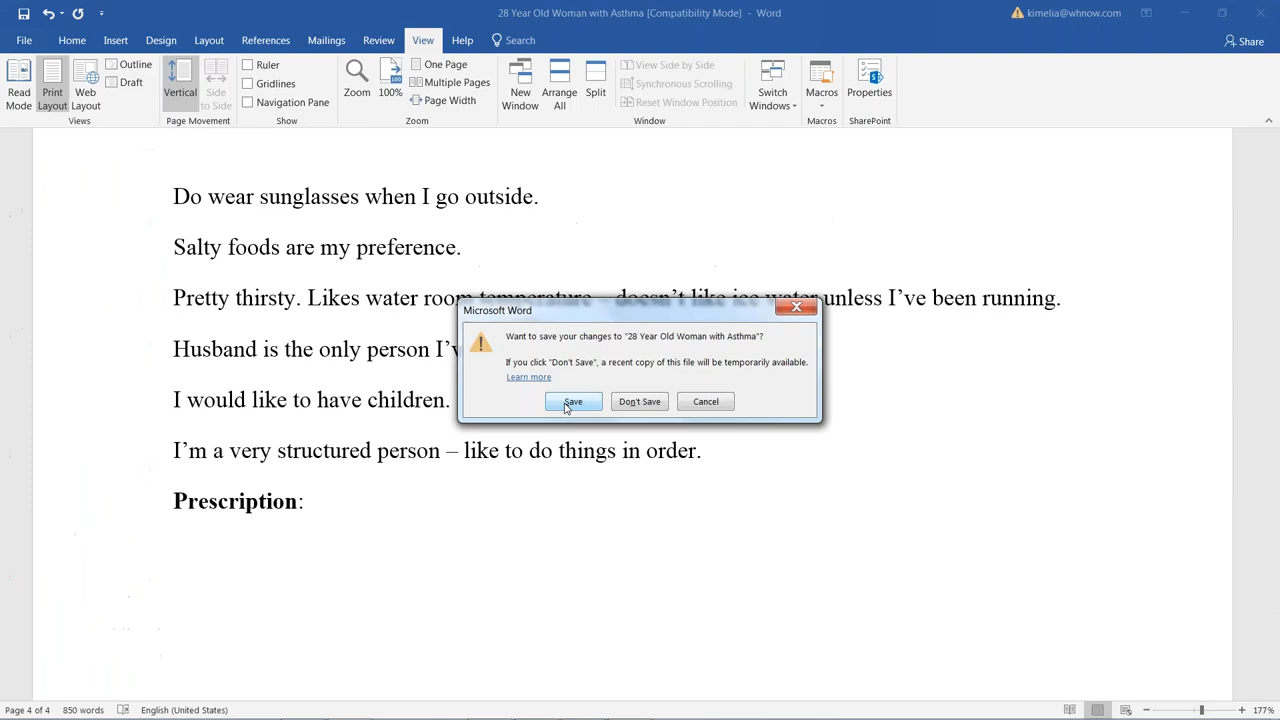 28 Year Old Woman with Asthma [Compatibility Mode] - Word
kimelia@whnow.com
File Home Insert Design Layout References Mailings Review View Help Search Share
Read Mode
Print Layout
Web Layout
Outline
Draft
Views
Vertical
Side to Side
Page Movement
Ruler
Gridlines
Navigation Pane
Show
Zoom
100
100%
One Page
Multiple Pages
Page Width
Zoom
New Window
Arrange All
Split
View Side by Side
Synchronous Scrolling
Reset Window Position
Window
Switch Windows
Macros
Macros
Properties
SharePoint
Do wear sunglasses when I go outside.
Salty foods are my preference.
Pretty thirsty. Likes water room temperature – doesn't like ice water unless I've been running.
Husband is the only person I'v
I would like to have children.
I'm a very structured person – like to do things in order.
Prescription:
Microsoft Word
Want to save your changes to "28 Year Old Woman with Asthma"?
If you click "Don't Save", a recent copy of this file will be temporarily available.
Learn more
Save Don't Save Cancel
Page 4 of 4 850 words English (United States) 177%